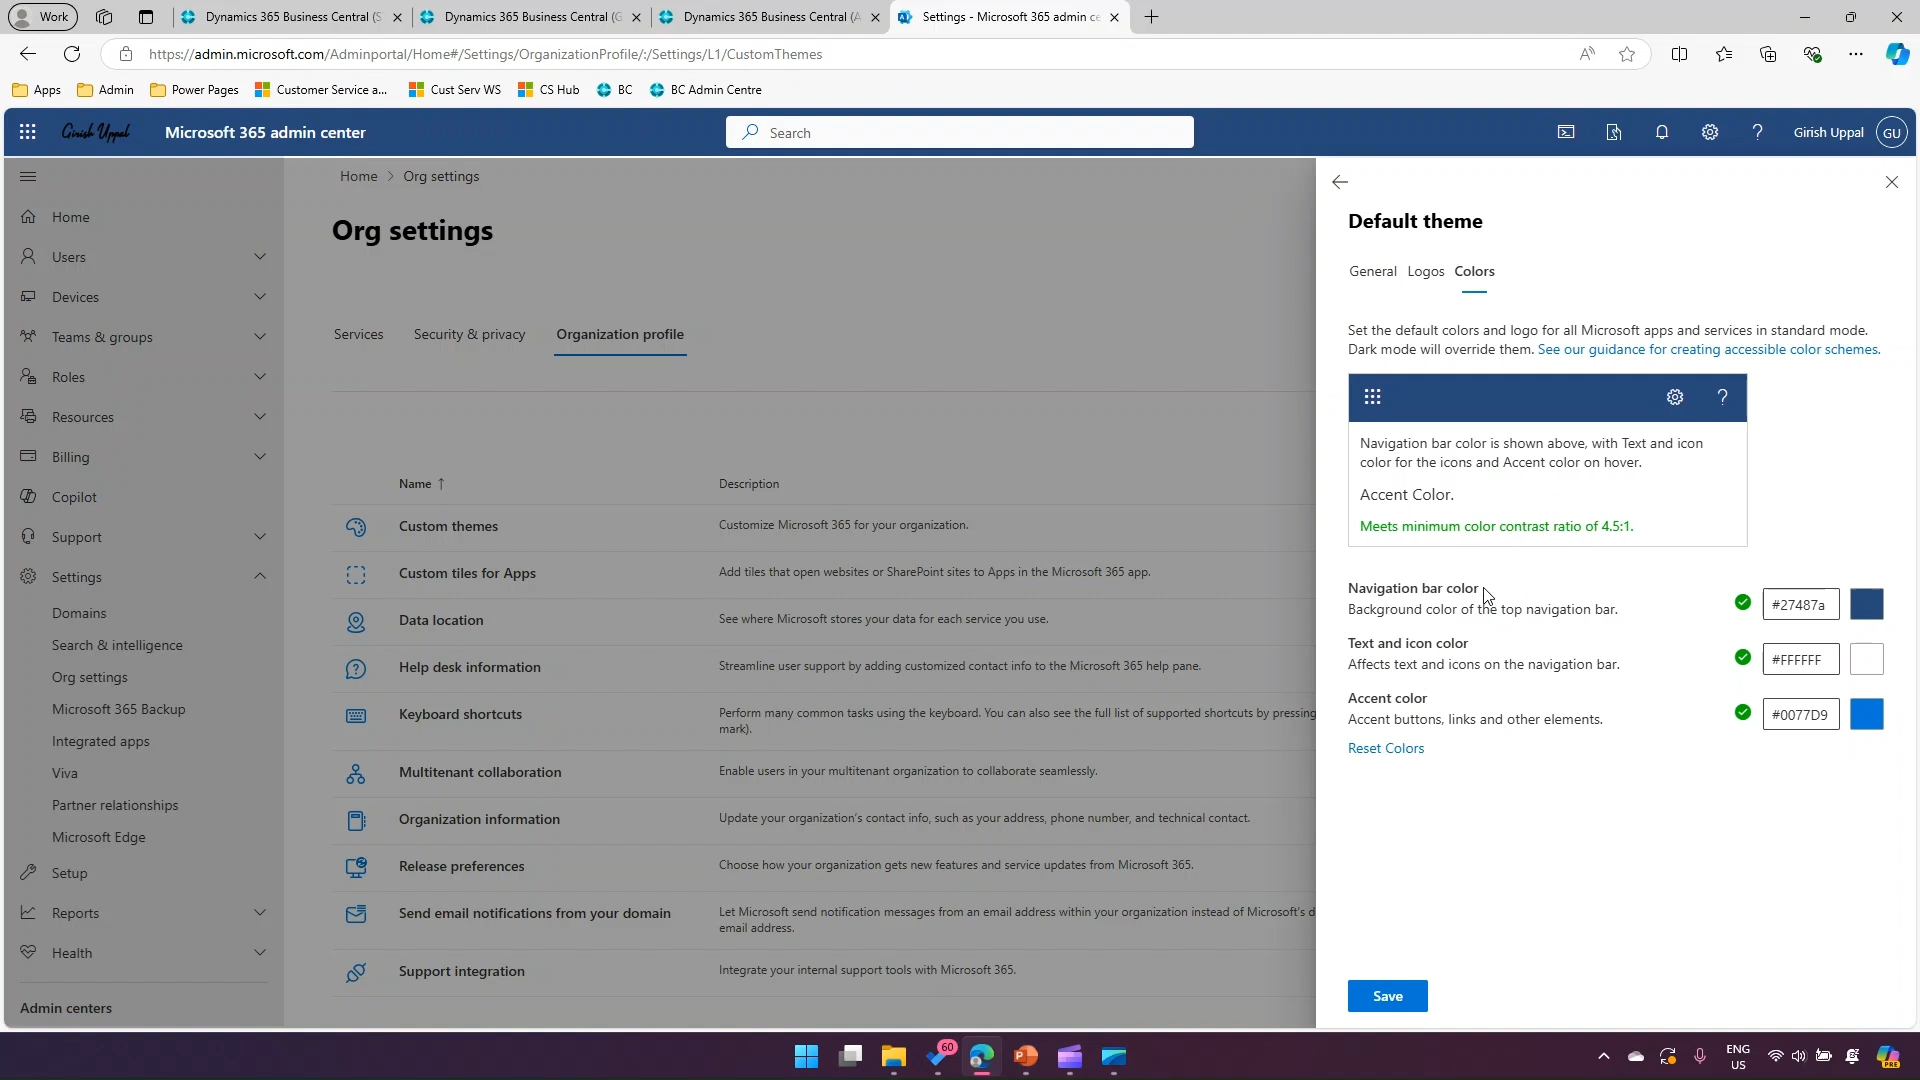 Work
Dynamics 365 Business Central (S
Dynamics 365 Business Central (G
Dynamics 365 Business Central (A
Settings - Microsoft 365 admin ce
https://admin.microsoft.com/Adminportal/Home#/Settings/OrganizationProfile/:/Settings/L1/CustomThemes
Apps
Admin
Power Pages
Customer Service a...
Cust Serv WS
CS Hub
BC
BC Admin Centre
Girish Uppal
Microsoft 365 admin center
Search
Girish Uppal
GU
Home
Users
Devices
Teams & groups
Roles
Resources
Billing
Copilot
Support
Settings
Domains
Search & intelligence
Org settings
Microsoft 365 Backup
Integrated apps
Viva
Partner relationships
Microsoft Edge
Setup
Reports
Health
Admin centers
Home > Org settings
Org settings
Services
Security & privacy
Organization profile
Name ↑
Description
Custom themes
Customize Microsoft 365 for your organization.
Custom tiles for Apps
Add tiles that open websites or SharePoint sites to Apps in the Microsoft 365 app.
Data location
See where Microsoft stores your data for each service you use.
Help desk information
Streamline user support by adding customized contact info to the Microsoft 365 help pane.
Keyboard shortcuts
Perform many common tasks using the keyboard. You can also see the full list of supported shortcuts by pressing
mark).
Multitenant collaboration
Enable users in your multitenant organization to collaborate seamlessly.
Organization information
Update your organization's contact info, such as your address, phone number, and technical contact.
Release preferences
Choose how your organization gets new features and service updates from Microsoft 365.
Send email notifications from your domain
Let Microsoft send notification messages from an email address within your organization instead of Microsoft's d
email address.
Support integration
Integrate your internal support tools with Microsoft 365.
Default theme
General
Logos
Colors
Set the default colors and logo for all Microsoft apps and services in standard mode.
Dark mode will override them. See our guidance for creating accessible color schemes.
?
Navigation bar color is shown above, with Text and icon
color for the icons and Accent color on hover.
Accent Color.
Meets minimum color contrast ratio of 4.5:1.
Navigation bar color
Background color of the top navigation bar.
#27487a
Text and icon color
Affects text and icons on the navigation bar.
#FFFFFF
Accent color
Accent buttons, links and other elements.
#0077D9
Reset Colors
Save
60
ENG
US
PRE